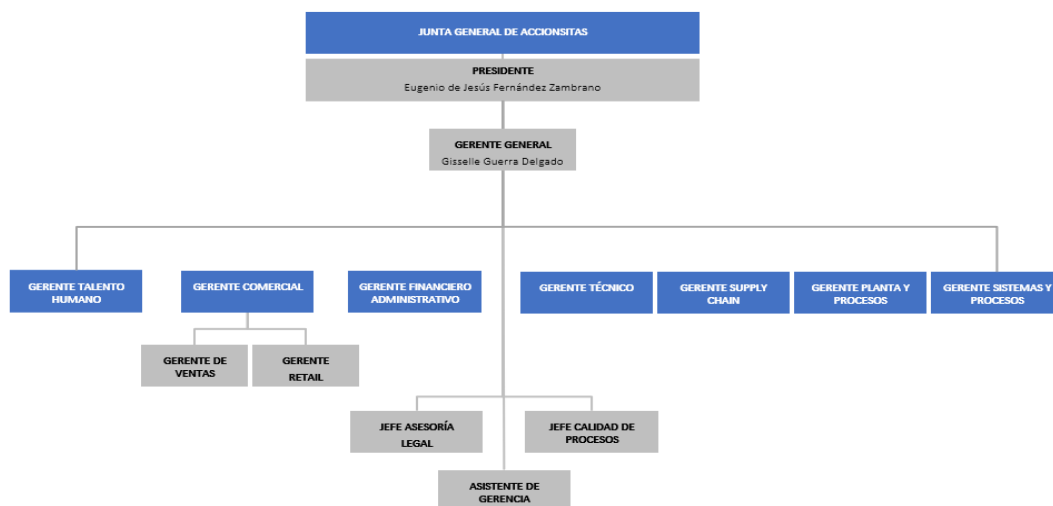 JUNTA GENERAL DE ACCIONSITAS
PRESIDENTE
Eugenio de Jesús Fernández Zambrano
GERENTE GENERAL
Gisselle Guerra Delgado
GERENTE TALENTO
HUMANO
GERENTE COMERCIAL
GERENTE FINANCIERO
ADMINISTRATIVO
GERENTE TÉCNICO
GERENTE SUPPLY
CHAIN
GERENTE PLANTA Y
PROCESOS
GERENTE SISTEMAS Y
PROCESOS
GERENTE DE
VENTAS
GERENTE
RETAIL
JEFE ASESORÍA
LEGAL
JEFE CALIDAD DE
PROCESOS
ASISTENTE DE
GERENCIA